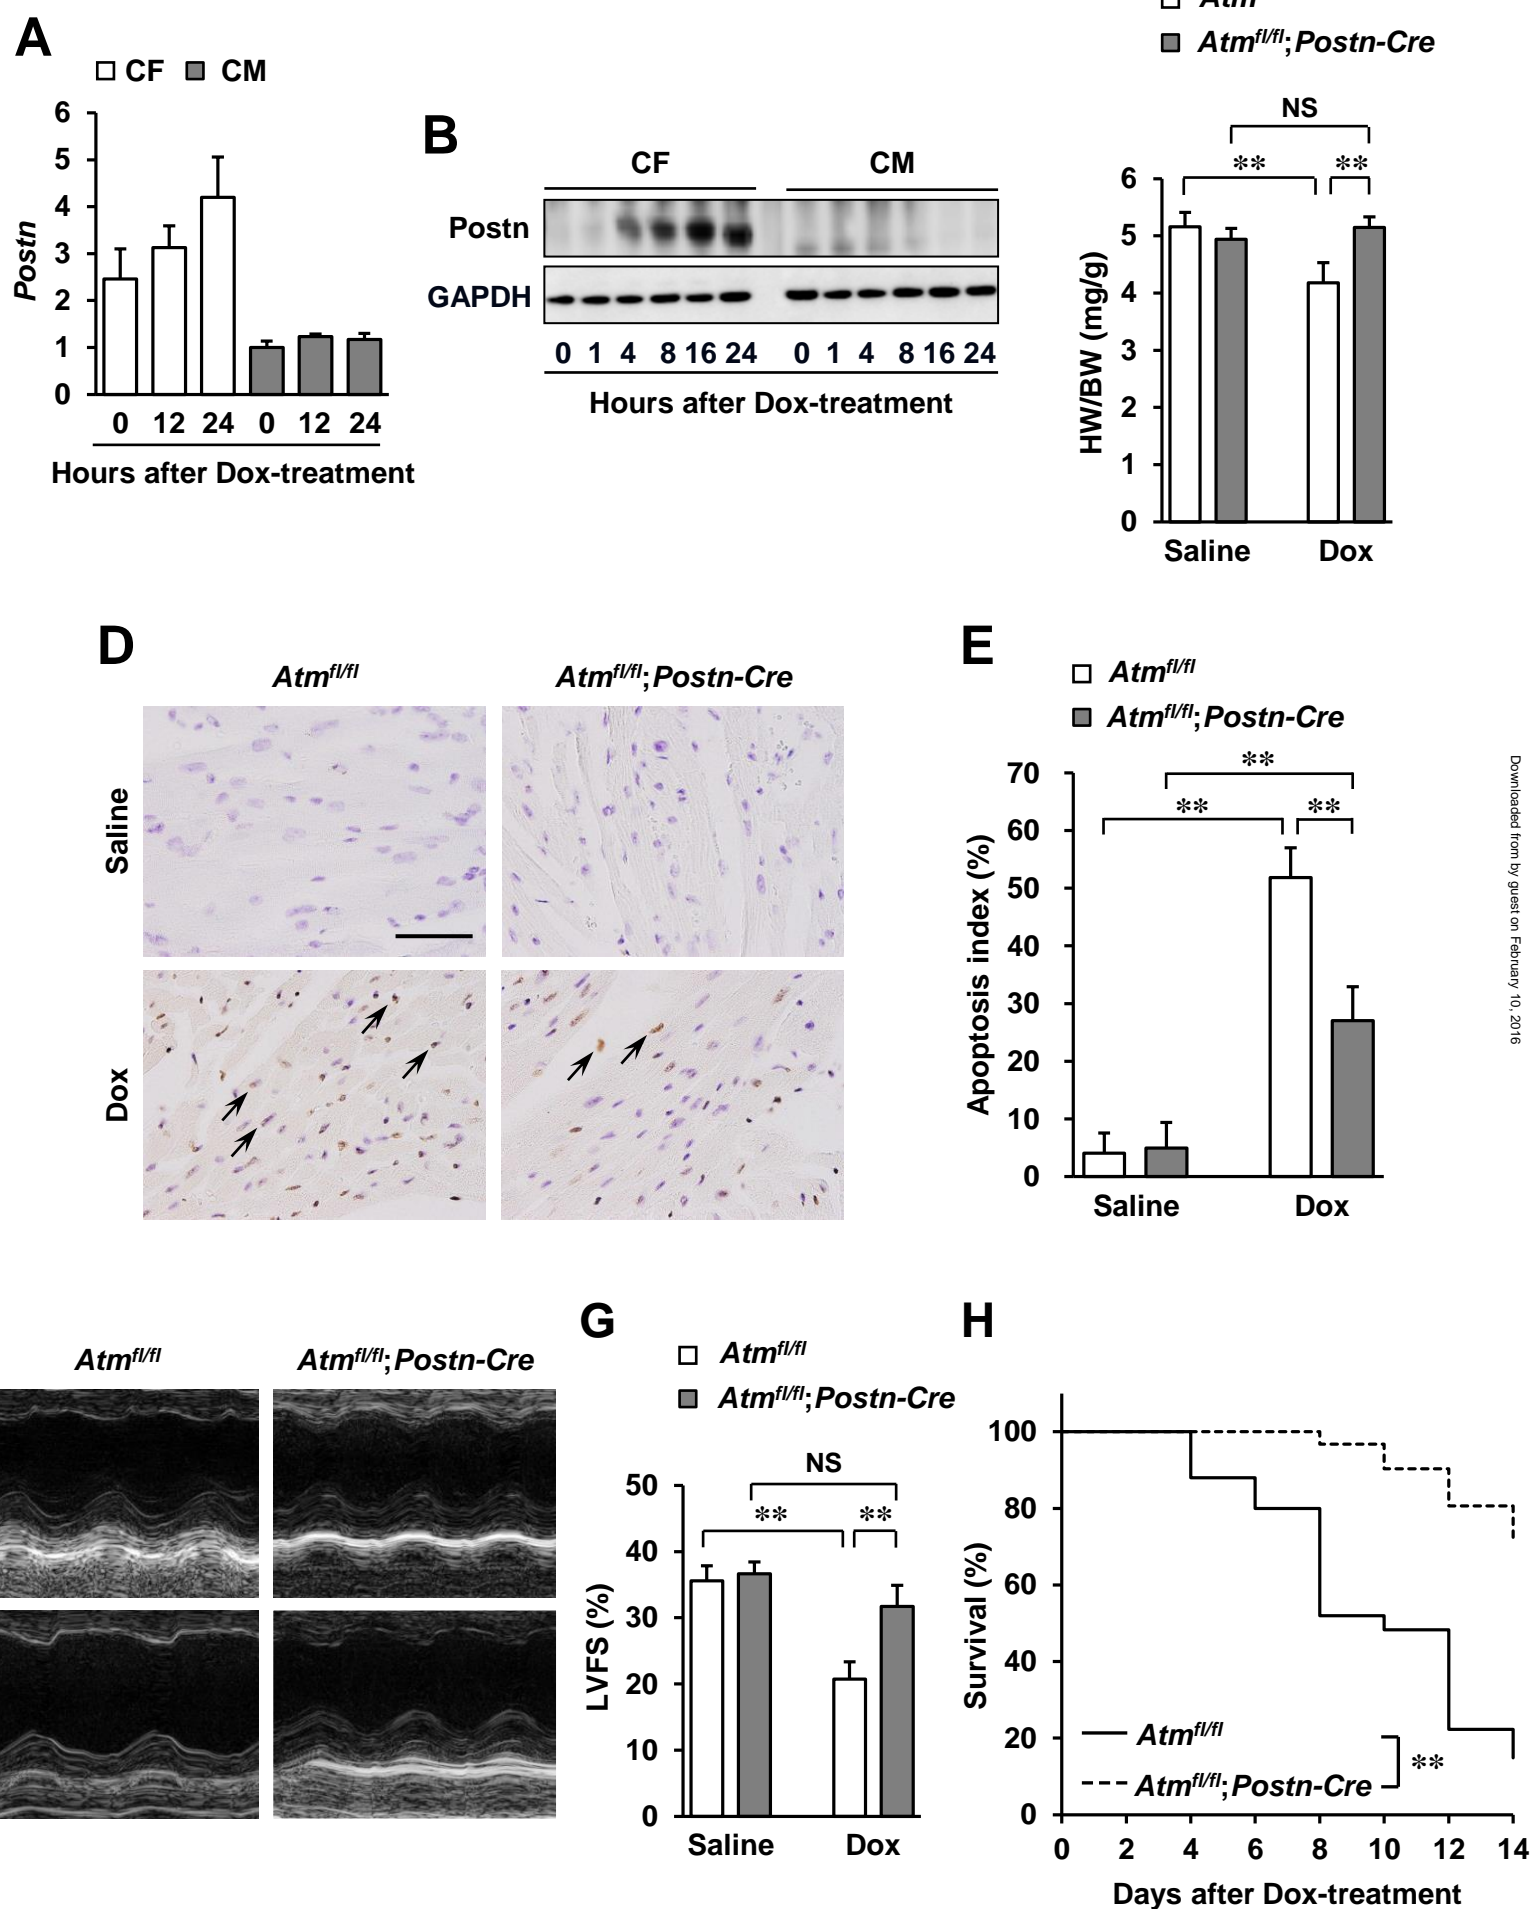 A
CF CM
6
5
4
3
2
1
0
Postn
0 12 24 0 12 24
Hours after Dox-treatment
B
CF CM
Postn
GAPDH
0 1 4 8 16 24 0 1 4 8 16 24
Hours after Dox-treatment
Atmfl/fl;Postn-Cre
NS
** **
6
5
4
3
2
1
0
HW/BW (mg/g)
Saline Dox
D
Atmfl/fl Atmfl/fl;Postn-Cre
Saline
Dox
E
Atmfl/fl
Atmfl/fl;Postn-Cre
**
** **
70
60
50
40
30
20
10
0
Apoptosis index (%)
Saline Dox
Downloaded from by guest on February 10, 2016
Atmfl/fl Atmfl/fl;Postn-Cre
G
Atmfl/fl
Atmfl/fl;Postn-Cre
NS
** **
50
40
30
20
10
0
LVFS (%)
Saline Dox
H
100
80
60
40
20
0
Survival (%)
Atmfl/fl
Atmfl/fl;Postn-Cre
**
0 2 4 6 8 10 12 14
Days after Dox-treatment